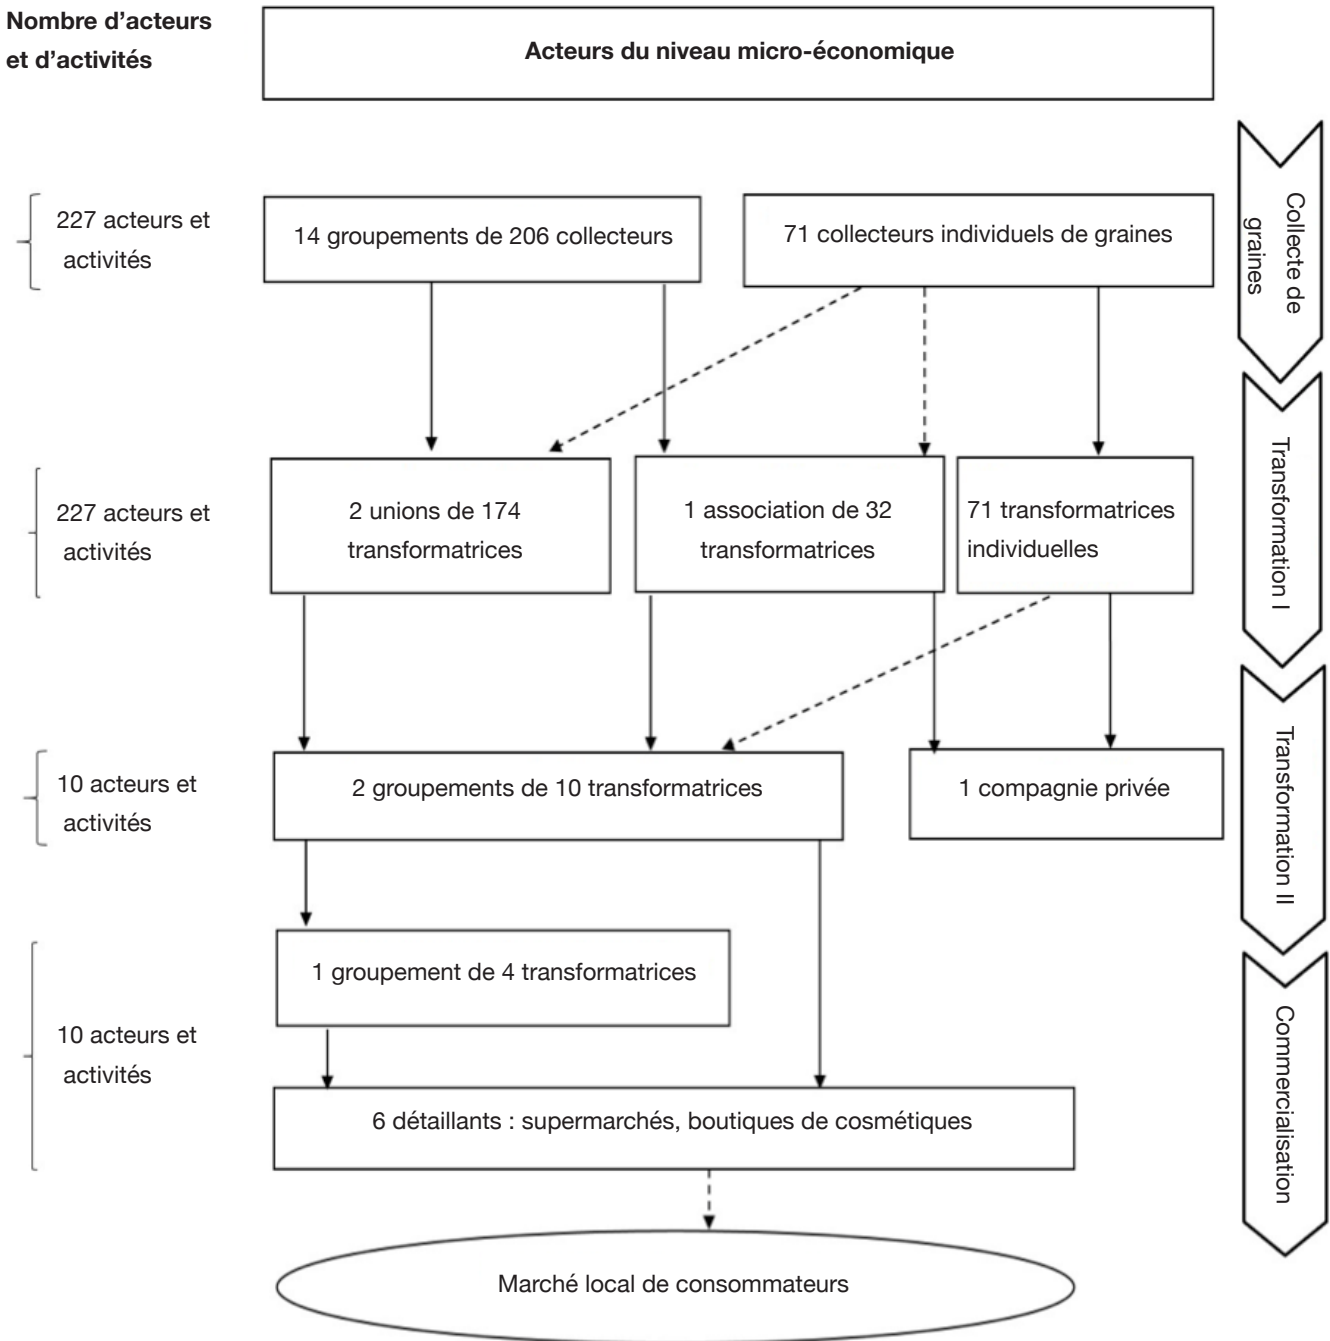 Nombre d’acteurs
et d’activités
Acteurs du niveau micro-économique
227 acteurs et
activités
14 groupements de 206 collecteurs
71 collecteurs individuels de graines
Collecte de
graines
227 acteurs et
activités
2 unions de 174
transformatrices
1 association de 32
transformatrices
71 transformatrices
individuelles
Transformation I
10 acteurs et
activités
2 groupements de 10 transformatrices
1 compagnie privée
Transformation II
1 groupement de 4 transformatrices
10 acteurs et
activités
6 détaillants : supermarchés, boutiques de cosmétiques
Commercialisation
Marché local de consommateurs